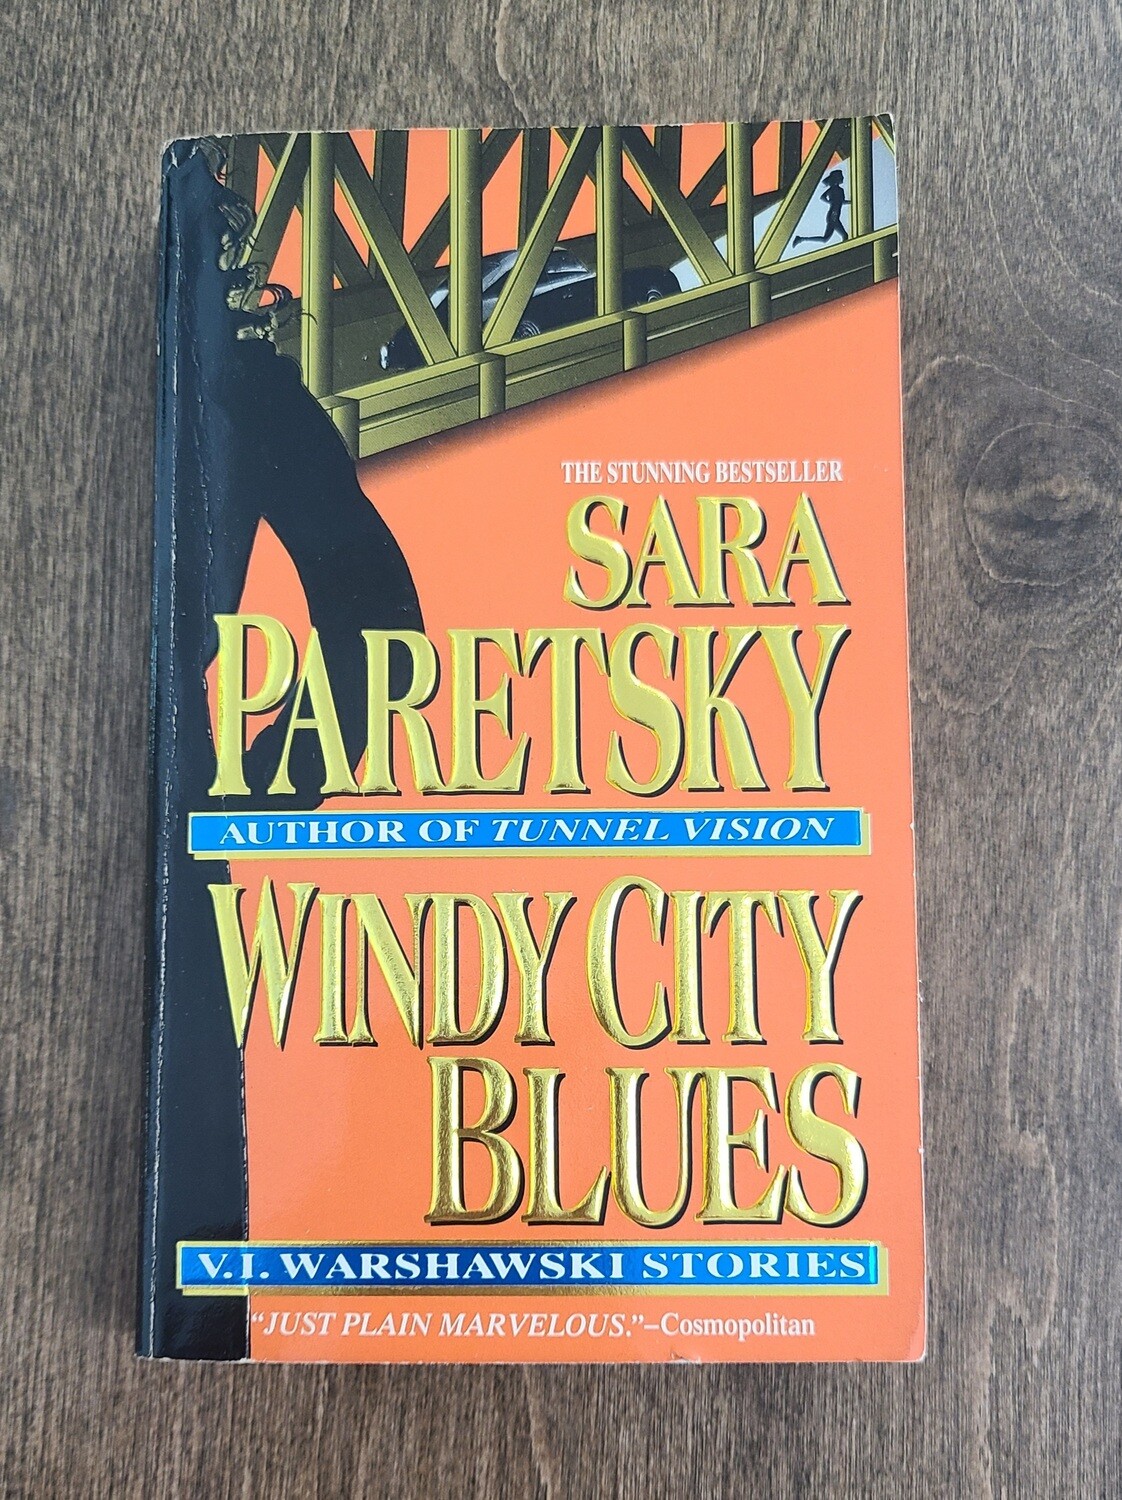 THE STUNNING BESTSELLER
SARA
PARETSKY
AUTHOR OF TUNNEL VISION
WINDY CITY
BLUES
V.I. WARSHAWSKI STORIES
“JUST PLAIN MARVELOUS.”–Cosmopolitan